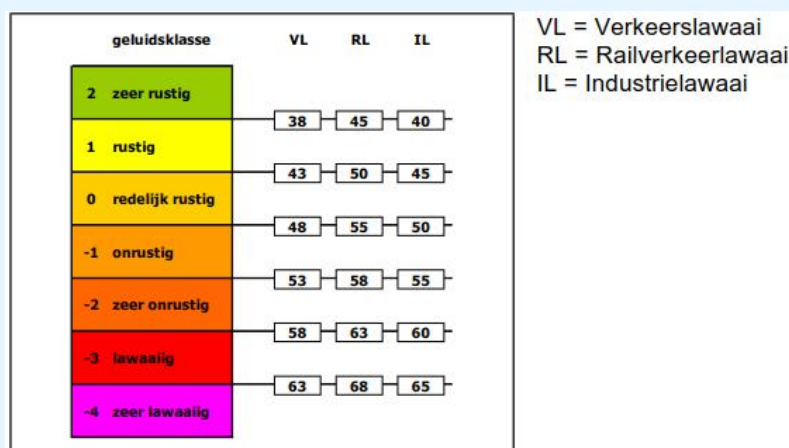 geluidsklasse VL RL IL
2 zeer rustig
38 45 40
1 rustig
43 50 45
0 redelijk rustig
48 55 50
-1 onrustig
53 58 55
-2 zeer onrustig
58 63 60
-3 lawaaiig
63 68 65
-4 zeer lawaaiig
VL = Verkeerslawaai
RL = Railverkeerlawaai
IL = Industrielawaai